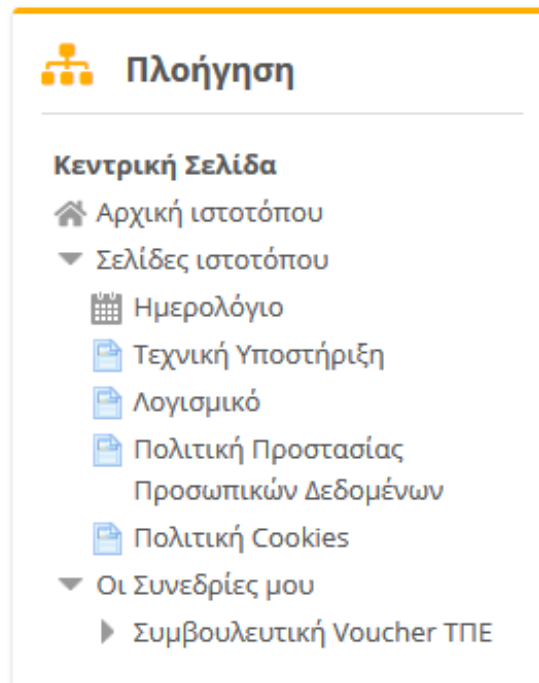 Πλοήγηση
Κεντρική Σελίδα
Αρχική ιστοτόπου
Σελίδες ιστοτόπου
Ημερολόγιο
Τεχνική Υποστήριξη
Λογισμικό
Πολιτική Προστασίας
Προσωπικών Δεδομένων
Πολιτική Cookies
Οι Συνεδρίες μου
Συμβουλευτική Voucher ΤΠΕ